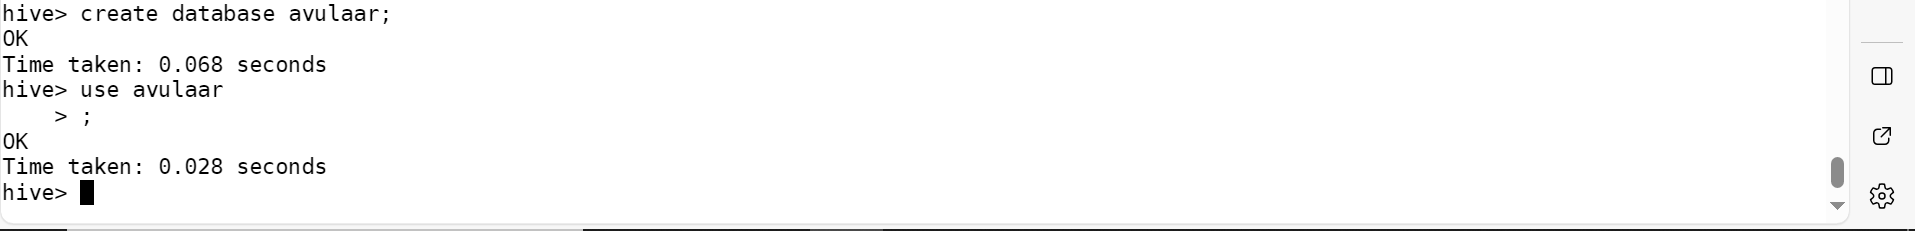 hive> create database avulaar;
OK
Time taken: 0.068 seconds
hive> use avulaar
    > ;
OK
Time taken: 0.028 seconds
hive>